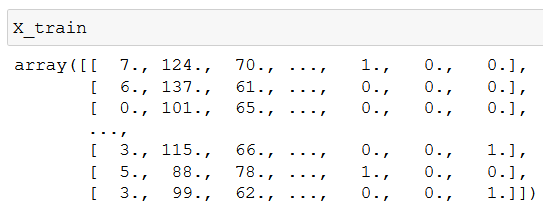 X_train
array([[  7., 124.,  70., ...,   1.,   0.,   0.],
       [  6., 137.,  61., ...,   0.,   0.,   0.],
       [  0., 101.,  65., ...,   0.,   0.,   0.],
       ...,
       [  3., 115.,  66., ...,   0.,   0.,   1.],
       [  5.,  88.,  78., ...,   1.,   0.,   0.],
       [  3.,  99.,  62., ...,   0.,   0.,   1.]])